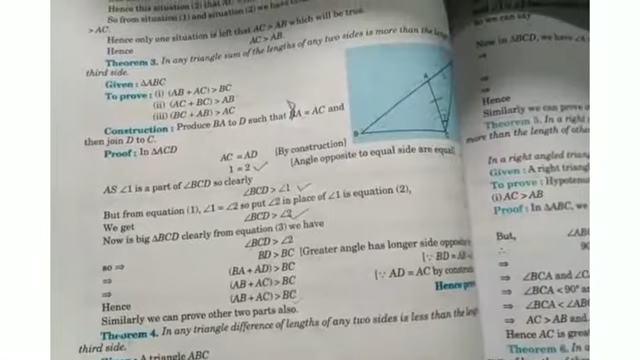 Hence this situation (2) that
So from situation (1) and situation (2) we have
> AC.
Hence only one situation is left that AC > AB which will be true.
Hence AC > AB.
Theorem 3. In any triangle sum of the lengths of any two sides is more than the
third side.
Given : ΔABC
To prove : (i) (AB + AC) > BC
(ii) (AC + BC) > AB
(iii) (BC + AB) > AC
Construction : Produce BA to D such that = AC and
then join D to C.
Proof : In ΔACD
AC = AD [By construction]
1 = 2 [Angle opposite to equal side are equal
AS ∠1 is a part of ∠BCD so clearly
∠BCD > ∠1
But from equation (1), ∠1 = ∠2 so put ∠2 in place of ∠1 is equation (2),
We get ∠BCD > ∠2
Now is big ΔBCD clearly from equation (3) we have
∠BCD > ∠2
BD > BC [Greater angle has longer side opposite
so ⇒ (BA + AD) > BC [∵ BD =
⇒ (AB + AC) > BC [∵ AD = AC by
⇒ (AB + AC) > BC
Hence Hence
Similarly we can prove other two parts also.
Theorem 4. In any triangle difference of lengths of any two sides is less than the
third side.
A triangle ABC
A
B
so we can say
Now in ΔBCD, we have
⇒
⇒
Hence
Similarly we can prove
Theorem 5. In a right
more than the length of
In a right angled
Given : A right
To prove :
(i) AC > AB
Proof : In ΔABC, we
But,
∴
⇒ ∠BCA and
⇒ ∠BCA < 90°
⇒ ∠BCA <
⇒ AC > AB and
Hence AC is
Theorem 6. In